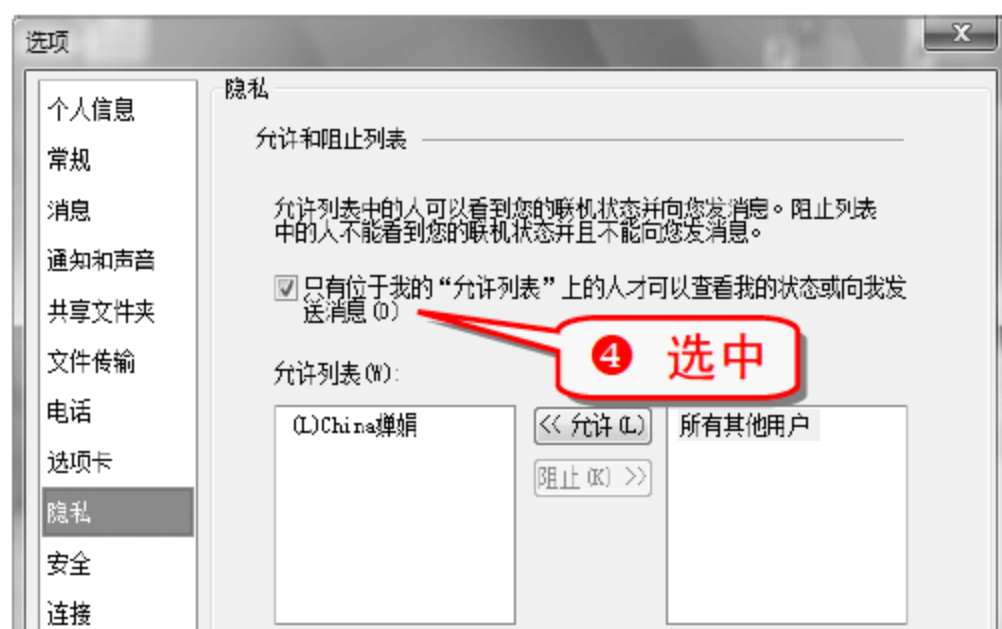 选项
x
个人信息
常规
消息
通知和声音
共享文件夹
文件传输
电话
选项卡
隐私
安全
连接
隐私
允许和阻止列表
允许列表中的人可以看到您的联机状态并向您发消息。阻止列表
中的人不能看到您的联机状态并且不能向您发消息。
只有位于我的“允许列表”上的人才可以查看我的状态或向我发
送消息(O)
❹ 选中
允许列表(W):
(L)China婵娟
<< 允许(L)
阻止(K) >>
所有其他用户